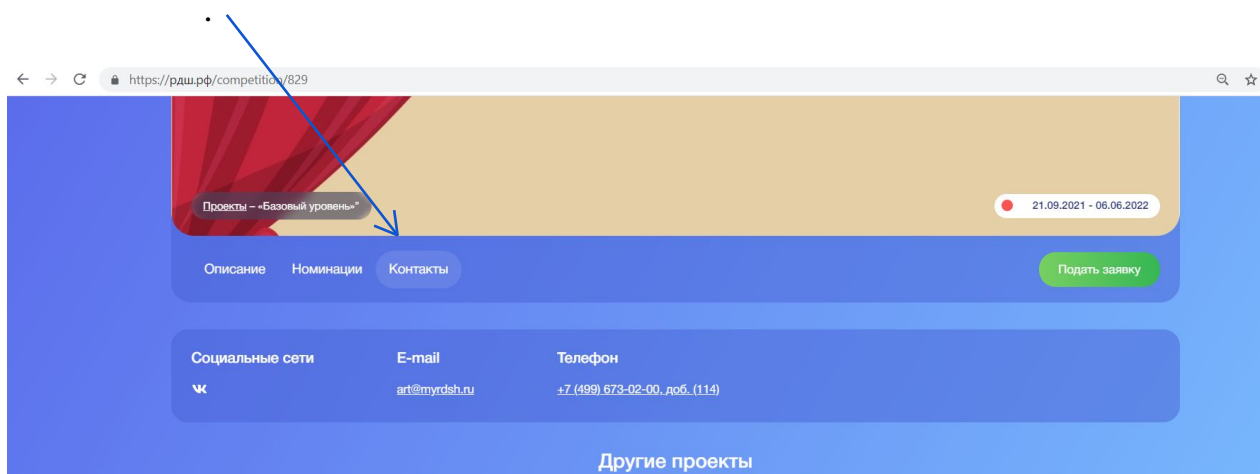 https://рдш.рф/competition/829
Проекты – «Базовый уровень»"
21.09.2021 - 06.06.2022
Описание Номинации Контакты Подать заявку
Социальные сети E-mail Телефон
art@myrdsh.ru +7 (499) 673-02-00, доб. (114)
Другие проекты